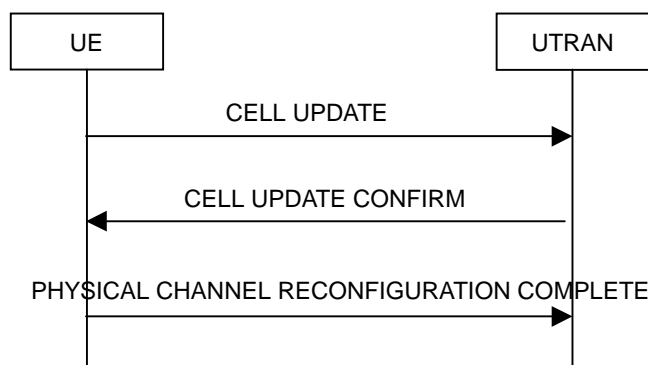 UE
UTRAN
CELL UPDATE
CELL UPDATE CONFIRM
PHYSICAL CHANNEL RECONFIGURATION COMPLETE